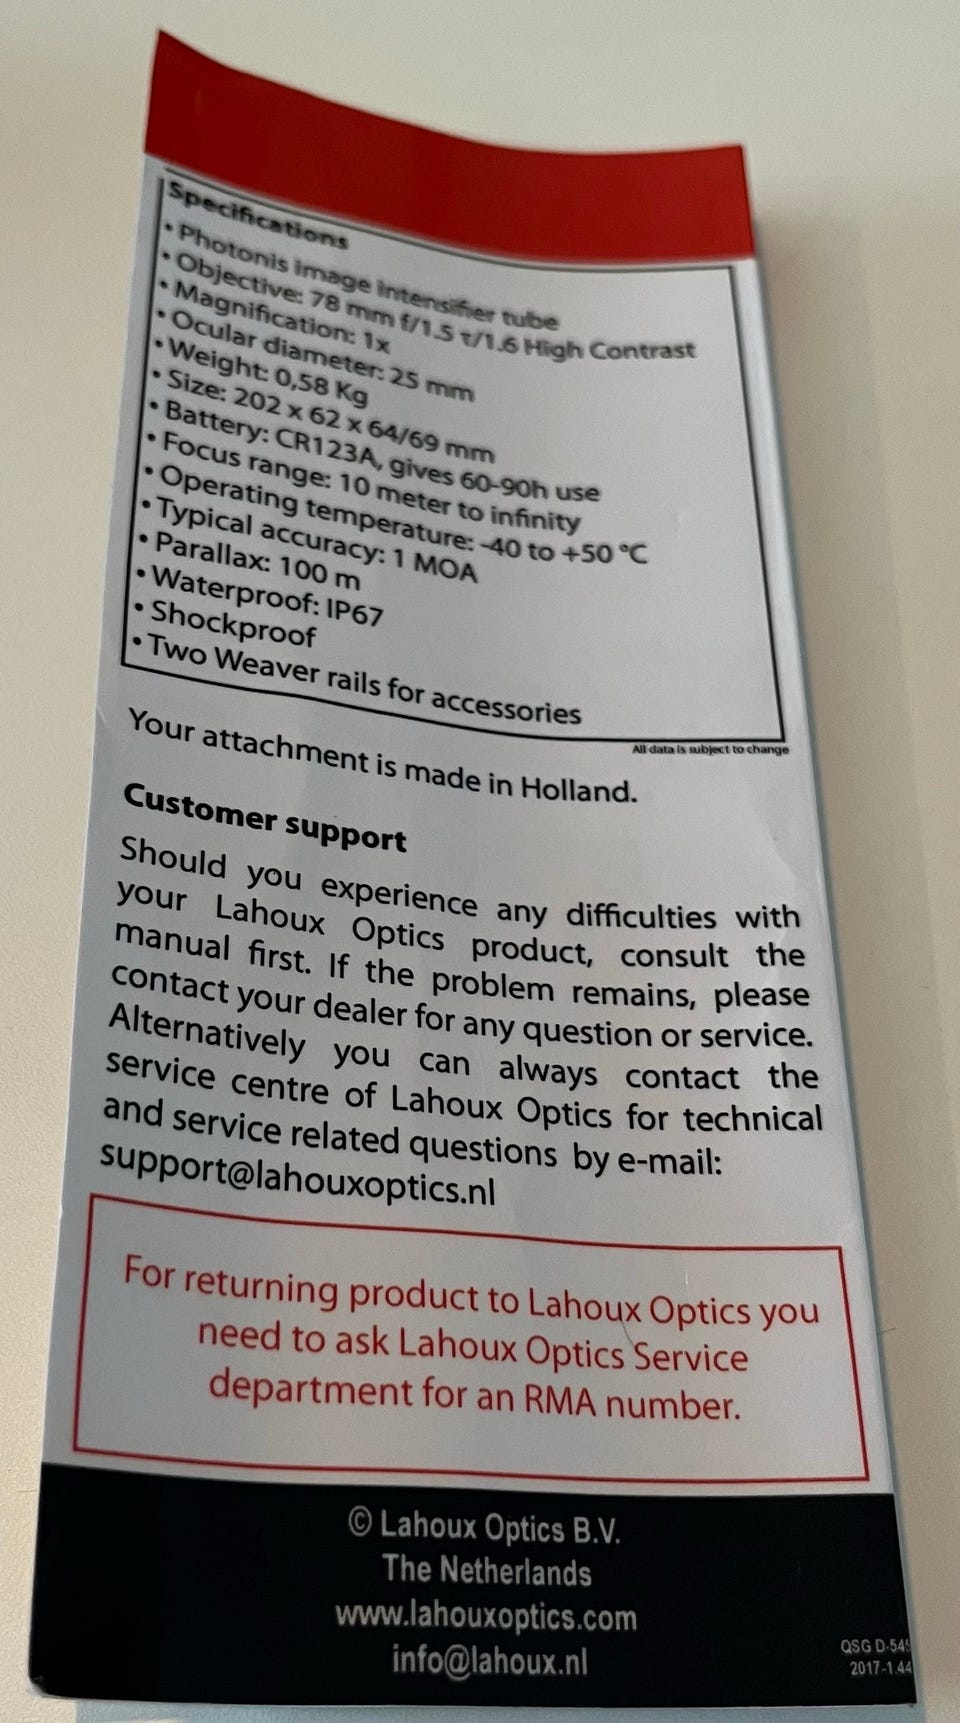 Specifications
• Photonis image intensifier tube
• Objective: 78 mm f/1.5 τ/1.6 High Contrast
• Magnification: 1x
• Ocular diameter: 25 mm
• Weight: 0,58 Kg
• Size: 202 x 62 x 64/69 mm
• Battery: CR123A, gives 60-90h use
• Focus range: 10 meter to infinity
• Operating temperature: -40 to +50 °C
• Typical accuracy: 1 MOA
• Parallax: 100 m
• Waterproof: IP67
• Shockproof
• Two Weaver rails for accessories
All data is subject to change
Your attachment is made in Holland.
Customer support
Should you experience any difficulties with
your Lahoux Optics product, consult the
manual first. If the problem remains, please
contact your dealer for any question or service.
Alternatively you can always contact the
service centre of Lahoux Optics for technical
and service related questions by e-mail:
support@lahouxoptics.nl
For returning product to Lahoux Optics you
need to ask Lahoux Optics Service
department for an RMA number.
© Lahoux Optics B.V.
The Netherlands
www.lahouxoptics.com
info@lahoux.nl
QSG D-545
2017-1.44